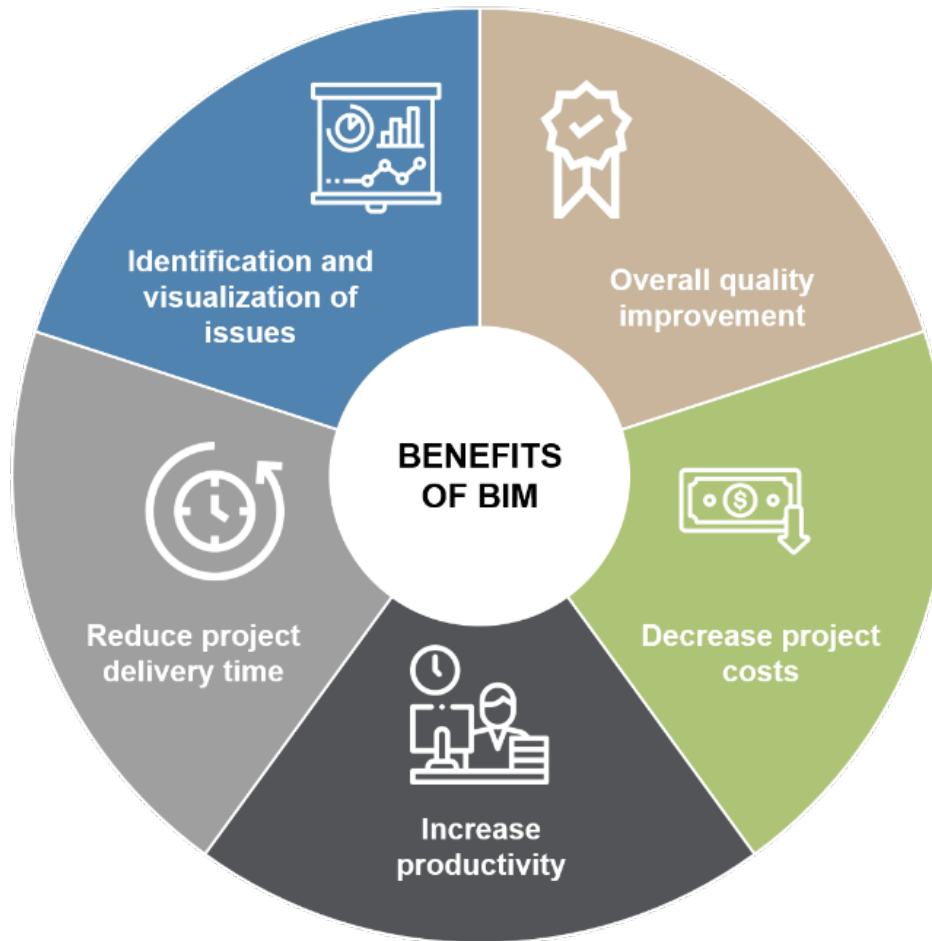 Identification and
visualization of
issues
Overall quality
improvement
BENEFITS
OF BIM
$
Reduce project
delivery time
Decrease project
costs
Increase
productivity